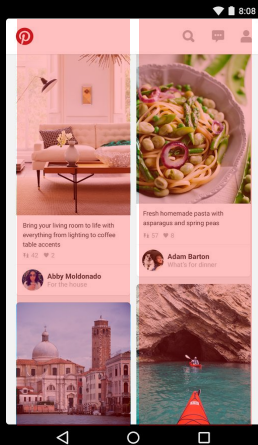 8:08
Bring your living room to life with
everything from lighting to coffee
table accents
42 2
Abby Moldonado
For the house
Fresh homemade pasta with
asparagus and spring peas
57 8
Adam Barton
What's for dinner